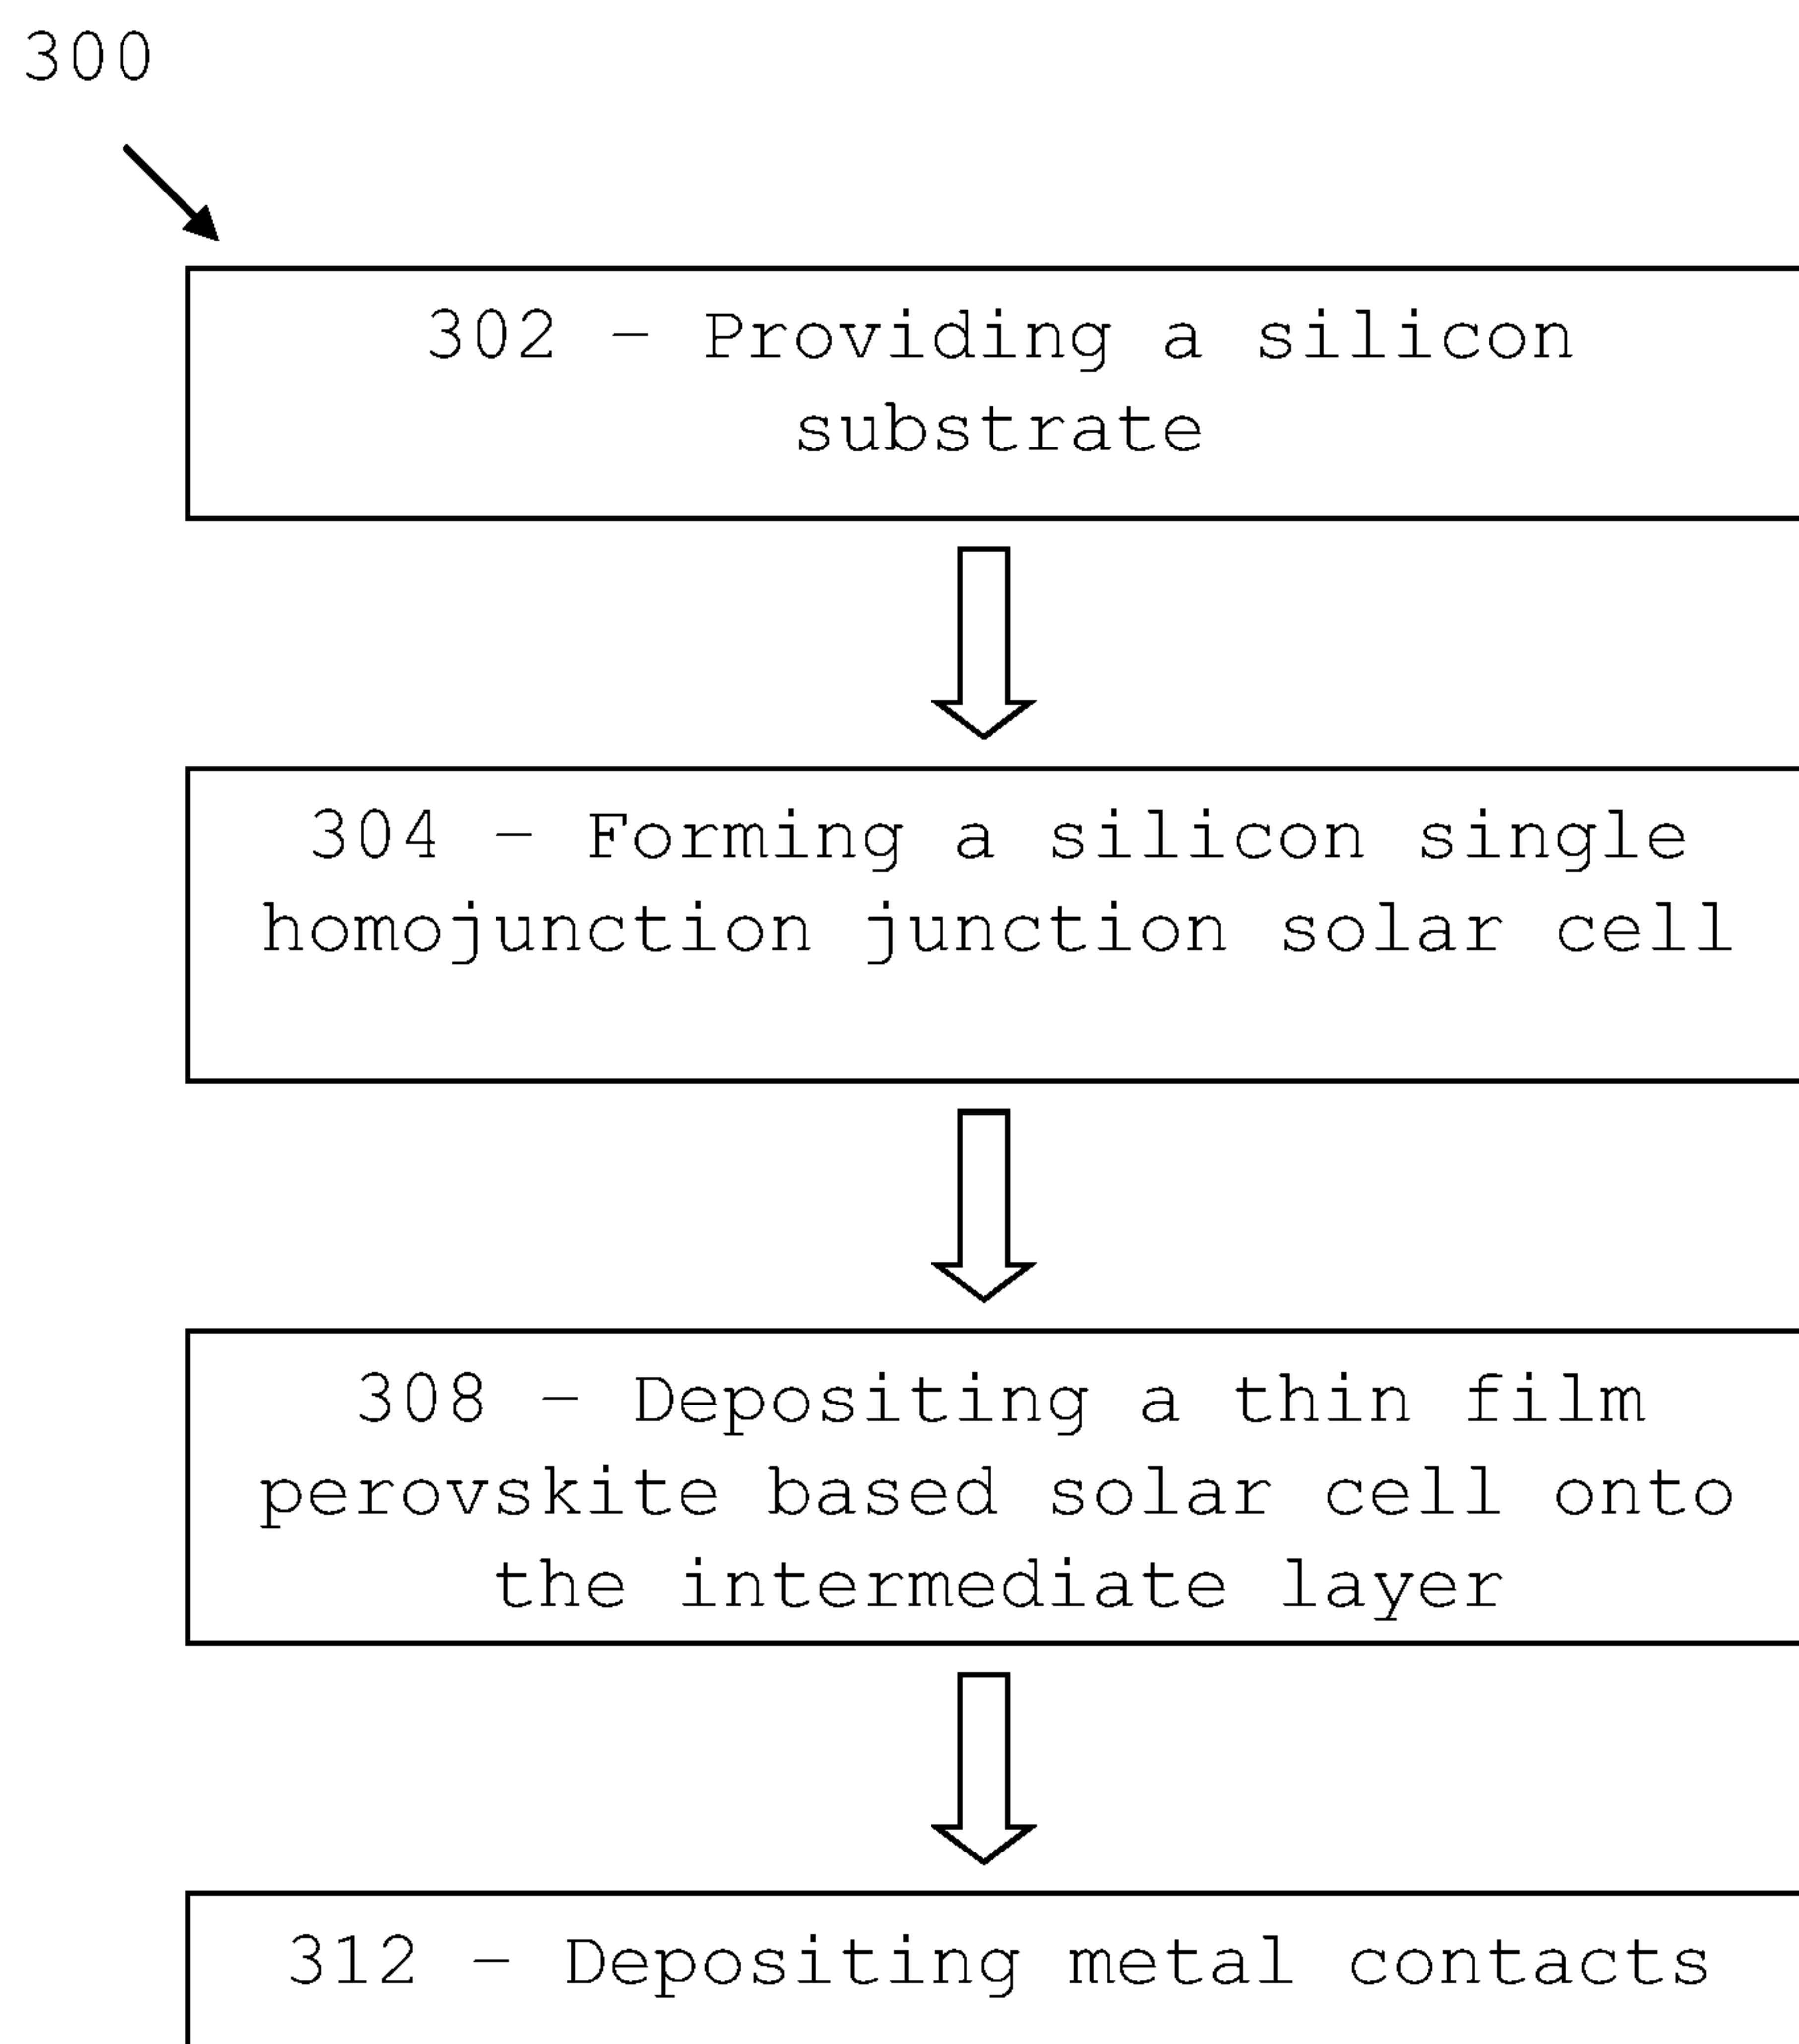 300
302 – Providing a silicon
substrate
304 – Forming a silicon single
homojunction junction solar cell
308 – Depositing a thin film
perovskite based solar cell onto
the intermediate layer
312 – Depositing metal contacts